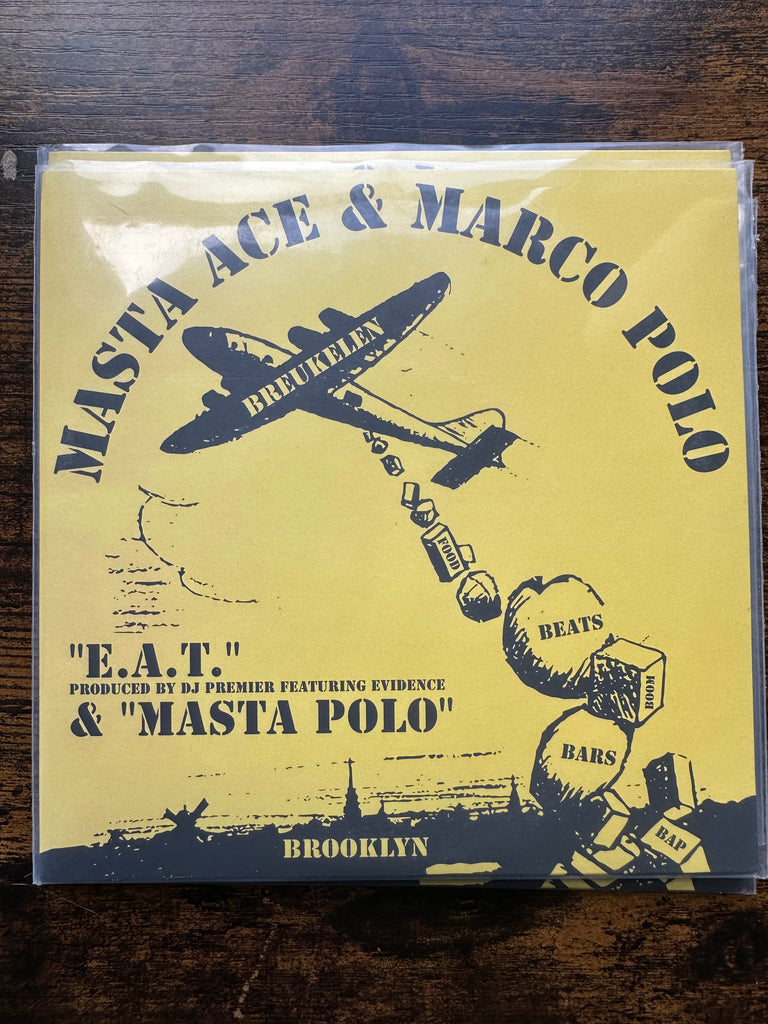 MASTA ACE & MARCO POLO
BREUKELEN
FOOD
BEATS
BOOM
"E.A.T."
PRODUCED BY DJ PREMIER FEATURING EVIDENCE
& "MASTA POLO"
BARS
BAP
BROOKLYN